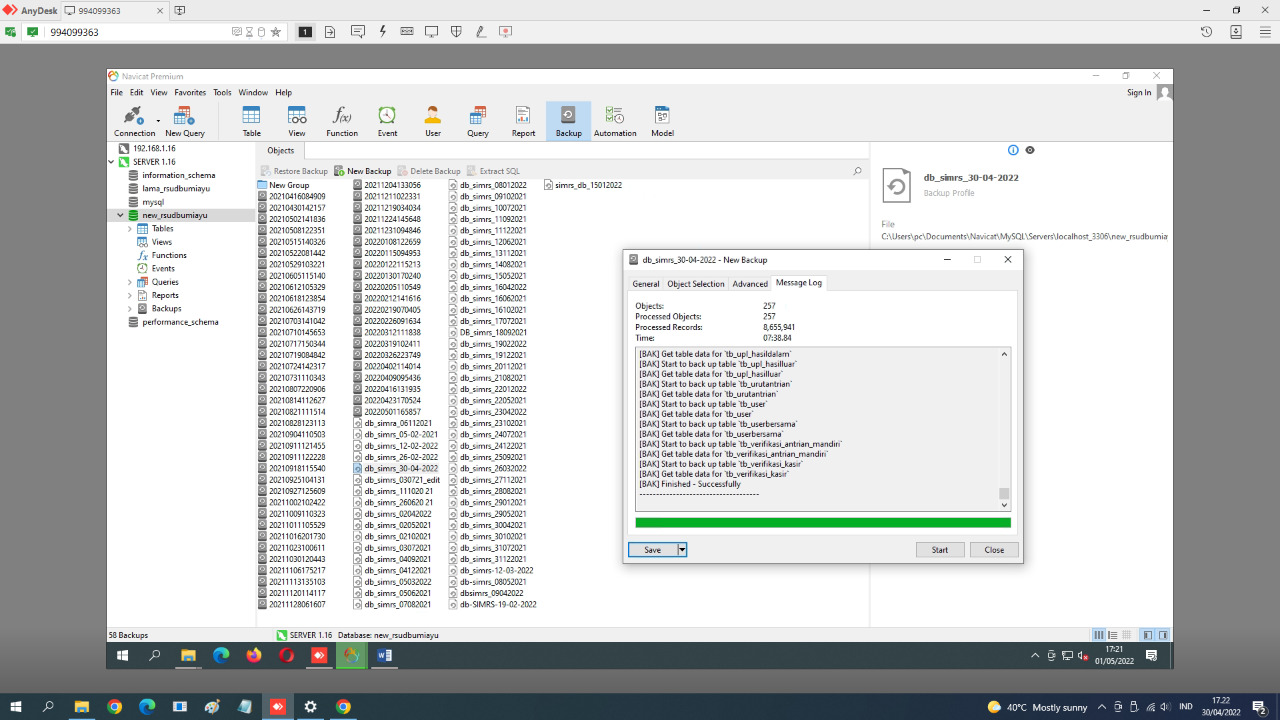 AnyDesk
994099363
994099363
1
Navicat Premium
File Edit View Favorites Tools Window Help
Sign In
Connection New Query Table View Function Event User Query Report Backup Automation Model
192.168.1.16
SERVER 1.16
information_schema
lama_rsudbumiayu
mysql
new_rsudbumiayu
Tables
Views
Functions
Events
Queries
Reports
Backups
performance_schema
Objects
Restore Backup New Backup Delete Backup Extract SQL
New Group
20210416084909
20210430142157
20210502141836
20210508122351
20210515140326
20210522081442
20210529103221
20210605115140
20210612105329
20210618123854
20210626143719
20210703141042
20210710145653
20210717154033
20210719084842
20210724142317
20210731110343
20210807220906
20210814112627
20210821111514
20210828123113
20210904110503
20210911121455
20210911122228
20210918115540
20210925104131
20210927125609
20211002102422
20211009110323
20211011105529
20211016201730
20211023100611
20211030120443
20211106175217
20211113135103
20211120114117
20211128061607
20211204133056
20211211022331
20211219034034
20211224145648
20211231094846
20220108122659
20220115094953
20220122115213
20220130170240
20220205110549
20220212141616
20220219070405
20220226091634
20220312111838
20220319102411
20220326223749
20220402114014
20220409095436
20220416131935
20220423170524
20220501165857
db_simra_06112021
db_simrs_05-02-2021
db_simrs_12-02-2022
db_simrs_26-02-2022
db_simrs_30-04-2022
db_simrs_030721_edit
db_simrs_111020 21
db_simrs_260620 21
db_simrs_02042022
db_simrs_02052021
db_simrs_02102021
db_simrs_03072021
db_simrs_04092021
db_simrs_04122021
db_simrs_05032022
db_simrs_05062021
db_simrs_07082021
db_simrs_08012022
db_simrs_09102021
db_simrs_10072021
db_simrs_11092021
db_simrs_11122021
db_simrs_12062021
db_simrs_13112021
db_simrs_14082021
db_simrs_15052021
db_simrs_16042022
db_simrs_16062021
db_simrs_16102021
db_simrs_17072021
DB_simrs_18092021
db_simrs_19022022
db_simrs_19122021
db_simrs_20112021
db_simrs_21082021
db_simrs_22012022
db_simrs_22052021
db_simrs_23042022
db_simrs_23102021
db_simrs_24072021
db_simrs_24122021
db_simrs_25092021
db_simrs_26032022
db_simrs_27112021
db_simrs_28082021
db_simrs_29012022
db_simrs_29052021
db_simrs_30042021
db_simrs_30102021
db_simrs_31072021
db_simrs_31122021
db_simrs-12-03-2022
db_simrs-08052021
dbsimrs_09042022
db-SIMRS-19-02-2022
simrs_db_15012022
db_simrs_30-04-2022
Backup Profile
File
C:\Users\pc\Documents\Navicat\MySQL\Servers\localhost_3306\new_rsudbumia
db_simrs_30-04-2022 - New Backup
General Object Selection Advanced Message Log
Objects: 257
Processed Objects: 257
Processed Records: 8,655,941
Time: 07:38.84
[BAK] Get table data for `tb_upl_hasildalam`
[BAK] Start to back up table `tb_upl_hasilluar`
[BAK] Get table data for `tb_upl_hasilluar`
[BAK] Start to back up table `tb_urutantrian`
[BAK] Get table data for `tb_urutantrian`
[BAK] Start to back up table `tb_user`
[BAK] Get table data for `tb_user`
[BAK] Start to back up table `tb_userbersama`
[BAK] Get table data for `tb_userbersama`
[BAK] Start to back up table `tb_verifikasi_antrian_mandiri`
[BAK] Get table data for `tb_verifikasi_antrian_mandiri`
[BAK] Start to back up table `tb_verifikasi_kasir`
[BAK] Get table data for `tb_verifikasi_kasir`
[BAK] Finished - Successfully
--------------------------------------------------
Save Start Close
58 Backups SERVER 1.16 Database: new_rsudbumiayu
17:21
01/05/2022
40°C Mostly sunny IND 17.22
30/04/2022
2